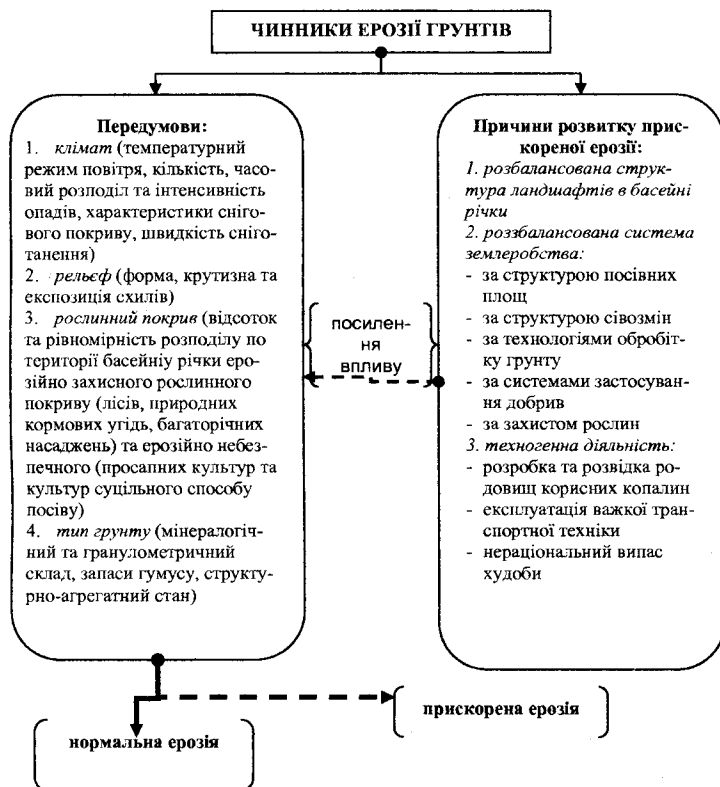 ЧИННИКИ ЕРОЗІЇ ГРУНТІВ
Передумови:
1. клімат (температурний
режим повітря, кількість, часо-
вий розподіл та інтенсивність
опадів, характеристики сніго-
вого покриву, швидкість сніго-
танення)
2. рельєф (форма, крутизна та
експозиція схилів)
3. рослинний покрив (відсоток
та рівномірність розподілу по
території басейніу річки еро-
зійно захисного рослинного
покриву (лісів, природних
кормових угідь, багаторічних
насаджень) та ерозійно небез-
печного (просапних культур та
культур суцільного способу
посіву)
4. тип грунту (мінералогіч-
ний та гранулометричний
склад, запаси гумусу, структу-
рно-агрегатний стан)
посилен-
ня
впливу
Причини розвитку прис-
кореної ерозії:
1. розбалансована струк-
тура ландшафтів в басейні
річки
2. роззбалансована система
землеробства:
- за структурою посівних
площ
- за структурою сівозмін
- за технологіями обробіт-
ку грунту
- за системами застосуван-
ня добрив
- за захистом рослин
3. техногенна діяльність:
- розробка та розвідка ро-
довищ корисних копалин
- експлуатація важкої тран-
спортної техніки
- нераціональний випас
худоби
прискорена ерозія
нормальна ерозія